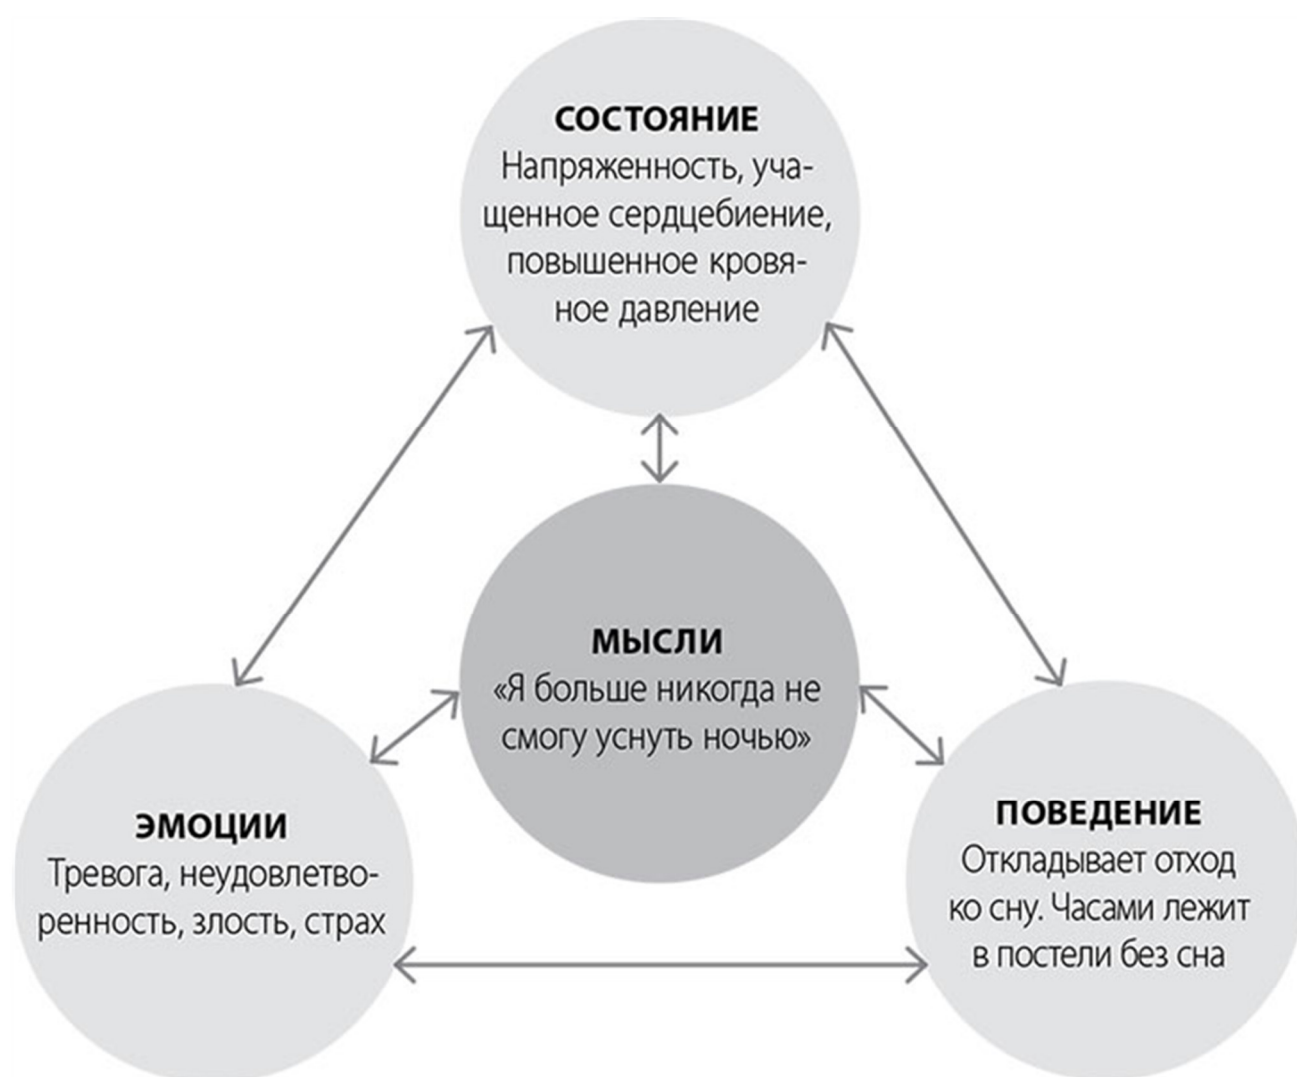 СОСТОЯНИЕ
Напряженность, уча-
щенное сердцебиение,
повышенное кровя-
ное давление
МЫСЛИ
«Я больше никогда не
смогу уснуть ночью»
ЭМОЦИИ
Тревога, неудовлетво-
ренность, злость, страх
ПОВЕДЕНИЕ
Откладывает отход
ко сну. Часами лежит
в постели без сна